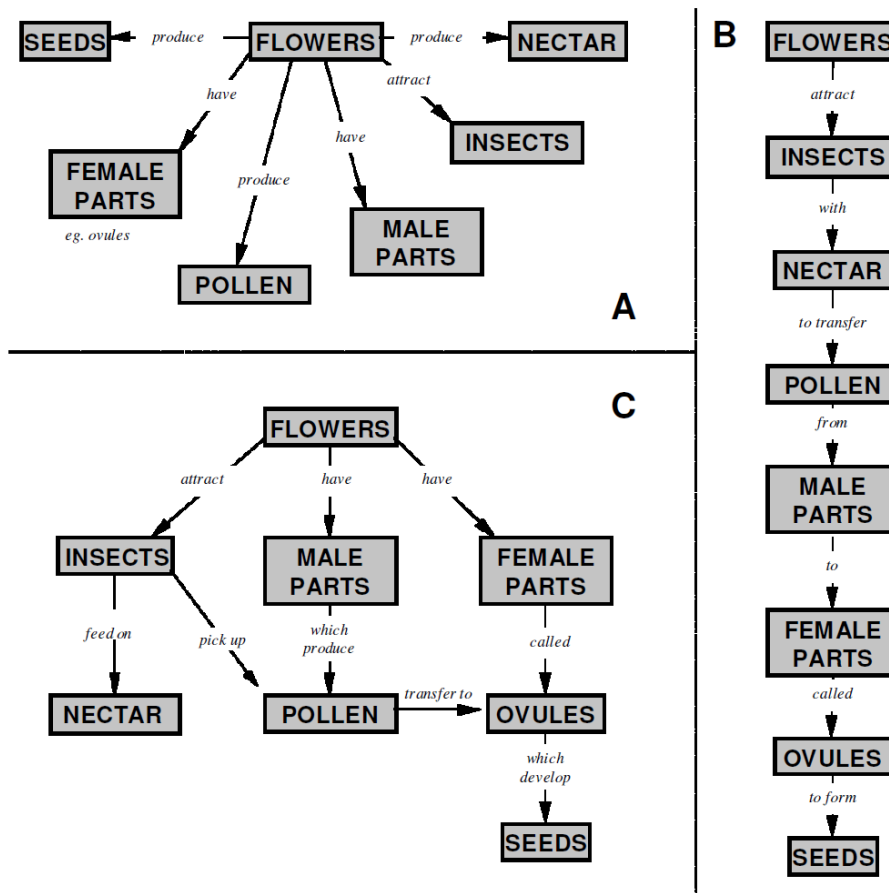 SEEDS produce FLOWERS produce NECTAR
have
attract
FEMALE
PARTS
eg. ovules
produce
have
INSECTS
MALE
PARTS
POLLEN
A
B
FLOWERS
attract
INSECTS
with
NECTAR
to transfer
POLLEN
from
MALE
PARTS
to
FEMALE
PARTS
called
OVULES
to form
SEEDS
C
FLOWERS
attract
have
have
INSECTS
MALE
PARTS
FEMALE
PARTS
feed on
pick up
which
produce
called
NECTAR
POLLEN
transfer to
OVULES
which
develop
SEEDS